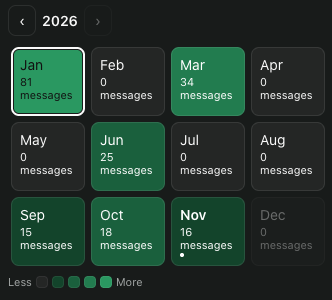 ‹ 2026 ›
Jan Feb Mar Apr
81 0 34 0
messages messages messages messages
May Jun Jul Aug
0 25 0 0
messages messages messages messages
Sep Oct Nov Dec
15 18 16 0
messages messages messages messages
Less More